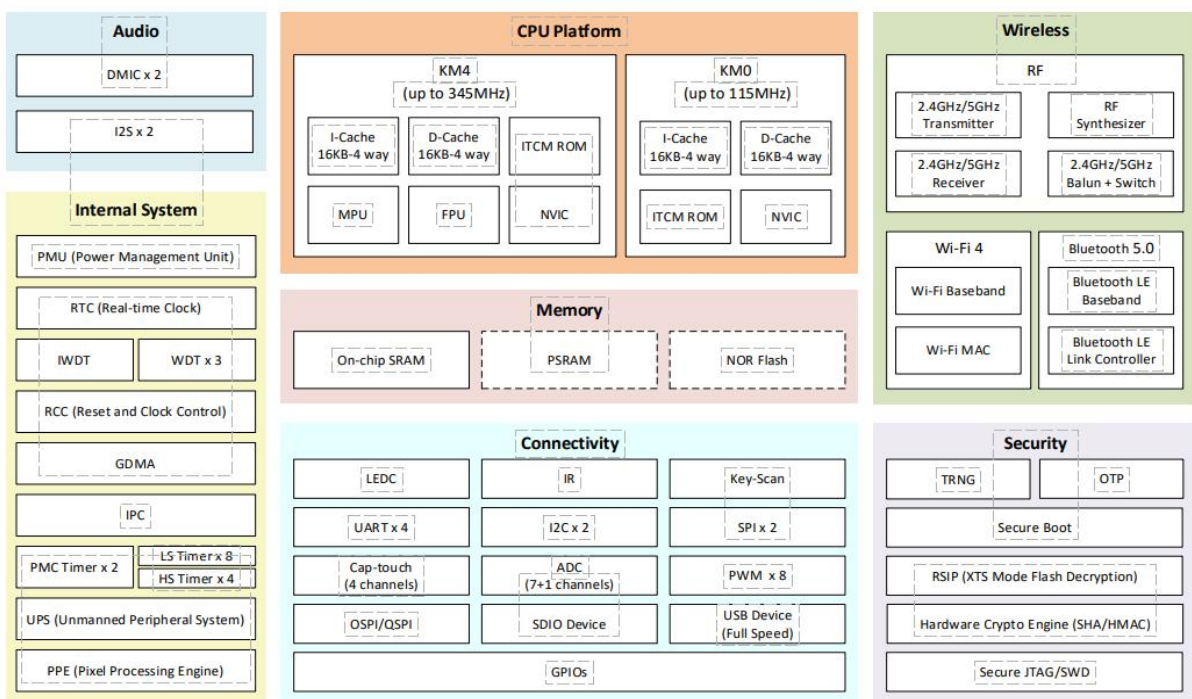 Audio
DMIC x 2
I2S x 2
Internal System
PMU (Power Management Unit)
RTC (Real-time Clock)
IWDT
WDT x 3
RCC (Reset and Clock Control)
GDMA
IPC
PMC Timer x 2
LS Timer x 8
HS Timer x 4
UPS (Unmanned Peripheral System)
PPE (Pixel Processing Engine)
CPU Platform
KM4
(up to 345MHz)
I-Cache
16KB-4 way
D-Cache
16KB-4 way
ITCM ROM
MPU
FPU
NVIC
KM0
(up to 115MHz)
I-Cache
16KB-4 way
D-Cache
16KB-4 way
ITCM ROM
NVIC
Memory
On-chip SRAM
PSRAM
NOR Flash
Connectivity
LEDC
IR
Key-Scan
UART x 4
I2C x 2
SPI x 2
Cap-touch
(4 channels)
ADC
(7+1 channels)
PWM x 8
OSPI/QSPI
SDIO Device
USB Device
(Full Speed)
GPIOs
Wireless
RF
2.4GHz/5GHz
Transmitter
RF
Synthesizer
2.4GHz/5GHz
Receiver
2.4GHz/5GHz
Balun + Switch
Wi-Fi 4
Wi-Fi Baseband
Wi-Fi MAC
Bluetooth 5.0
Bluetooth LE
Baseband
Bluetooth LE
Link Controller
Security
TRNG
OTP
Secure Boot
RSIP (XTS Mode Flash Decryption)
Hardware Crypto Engine (SHA/HMAC)
Secure JTAG/SWD